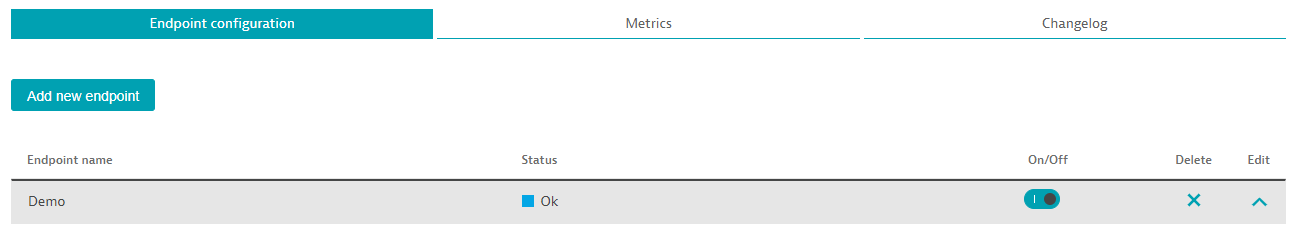 Endpoint configuration Metrics Changelog
Add new endpoint
Endpoint name Status On/Off Delete Edit
Demo Ok